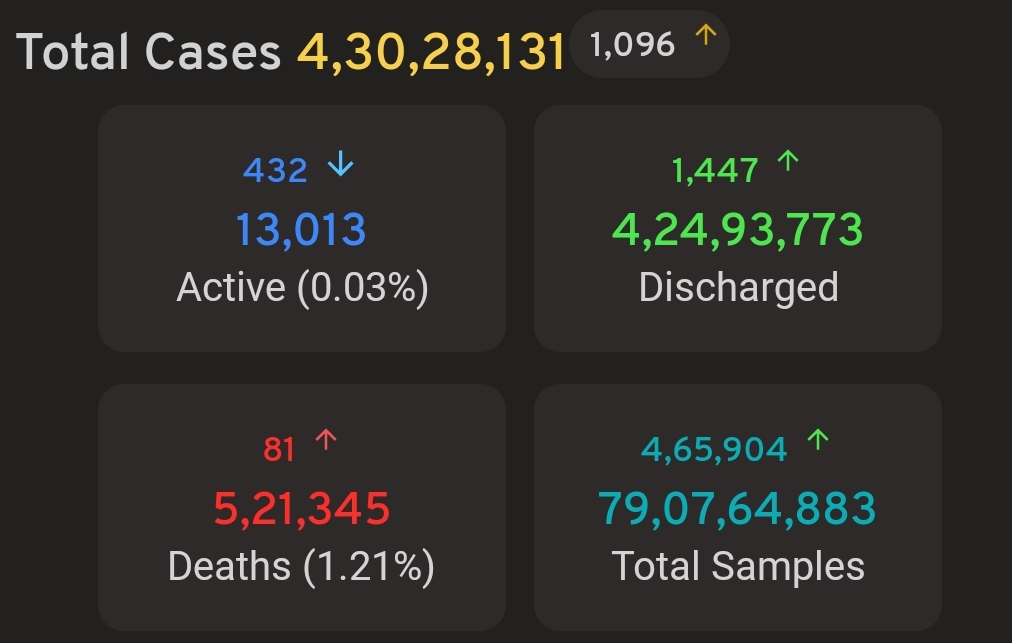 Total Cases 4,30,28,131 1,096 ↑
432 ↓
13,013
Active (0.03%)
1,447 ↑
4,24,93,773
Discharged
81 ↑
5,21,345
Deaths (1.21%)
4,65,904 ↑
79,07,64,883
Total Samples